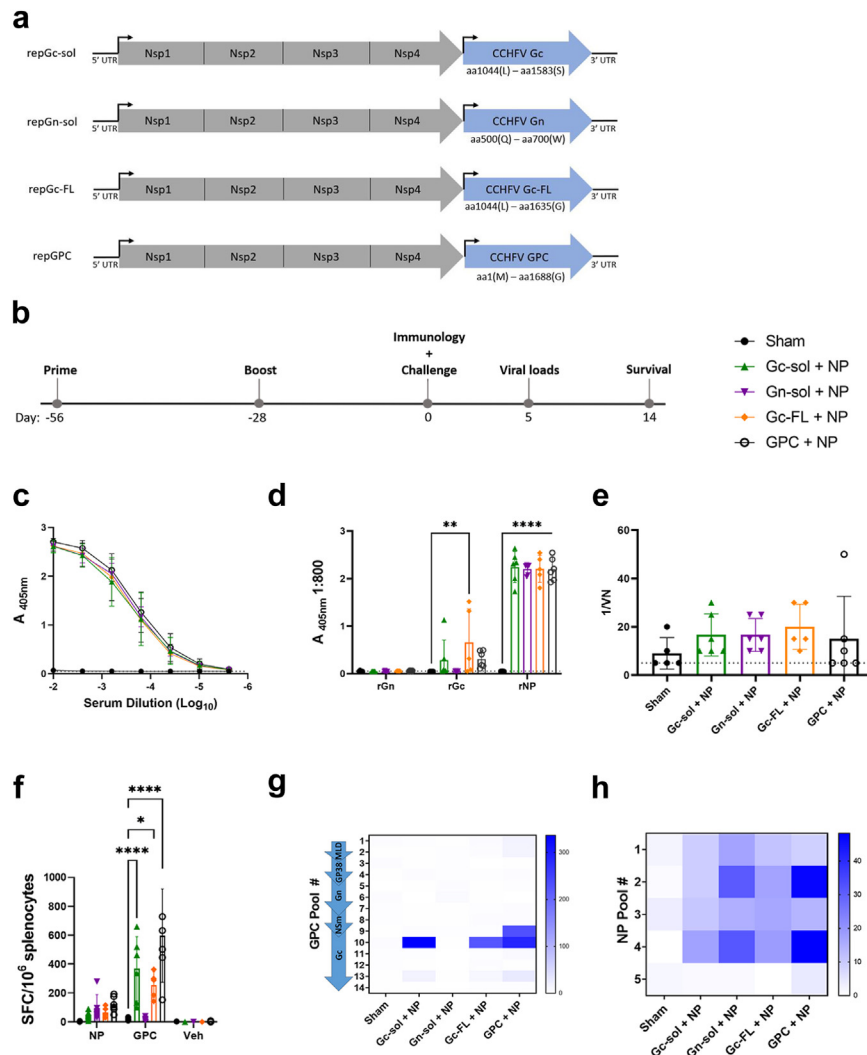 a
repGc-sol
5' UTR
Nsp1
Nsp2
Nsp3
Nsp4
CCHFV Gc
3' UTR
aa1044(L) – aa1583(S)
repGn-sol
5' UTR
Nsp1
Nsp2
Nsp3
Nsp4
CCHFV Gn
3' UTR
aa500(Q) – aa700(W)
repGc-FL
5' UTR
Nsp1
Nsp2
Nsp3
Nsp4
CCHFV Gc-FL
3' UTR
aa1044(L) – aa1635(G)
repGPC
5' UTR
Nsp1
Nsp2
Nsp3
Nsp4
CCHFV GPC
3' UTR
aa1(M) – aa1688(G)
b
Prime
Boost
Immunology
+
Challenge
Viral loads
Survival
Day: -56
-28
0
5
14
Sham
Gc-sol + NP
Gn-sol + NP
Gc-FL + NP
GPC + NP
c
A 405nm
3
2
1
0
-2
-3
-4
-5
-6
Serum Dilution (Log10)
d
A 405nm 1:800
3
2
1
0
**
****
rGn
rGc
rNP
e
1/VN
60
40
20
0
Sham
Gc-sol + NP
Gn-sol + NP
Gc-FL + NP
GPC + NP
f
SFC/10^6 splenocytes
1000
800
600
400
200
0
****
*
****
NP
GPC
Veh
g
GPC Pool #
MLD
GP38
Gn
NSm
Gc
1
2
3
4
5
6
7
8
9
10
11
12
13
14
Sham
Gc-sol + NP
Gn-sol + NP
Gc-FL + NP
GPC + NP
300
200
100
0
h
NP Pool #
1
2
3
4
5
Sham
Gc-sol + NP
Gn-sol + NP
Gc-FL + NP
GPC + NP
40
30
20
10
0